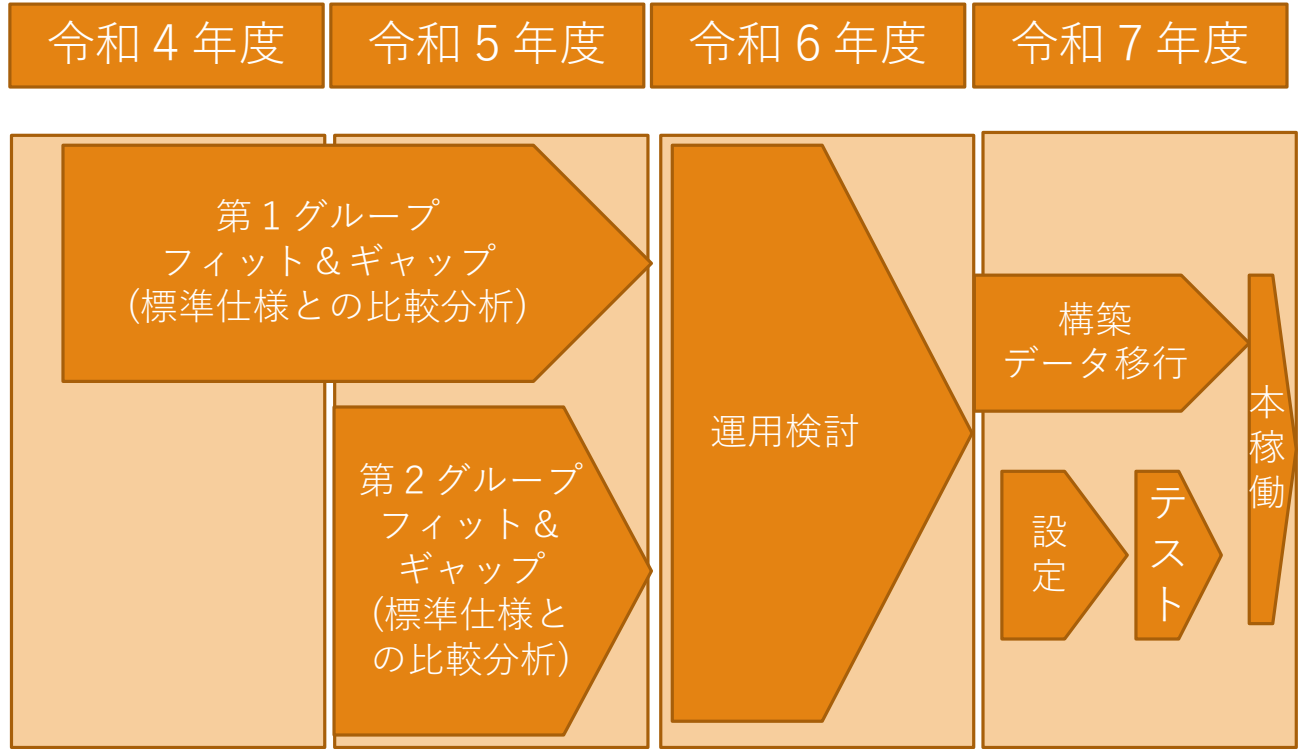 令和４年度
令和５年度
令和６年度
令和７年度
第１グループ
フィット＆ギャップ
(標準仕様との比較分析)
第２グループ
フィット＆
ギャップ
(標準仕様と
の比較分析)
運用検討
構築
データ移行
設
定
テ
ス
ト
本
稼
働